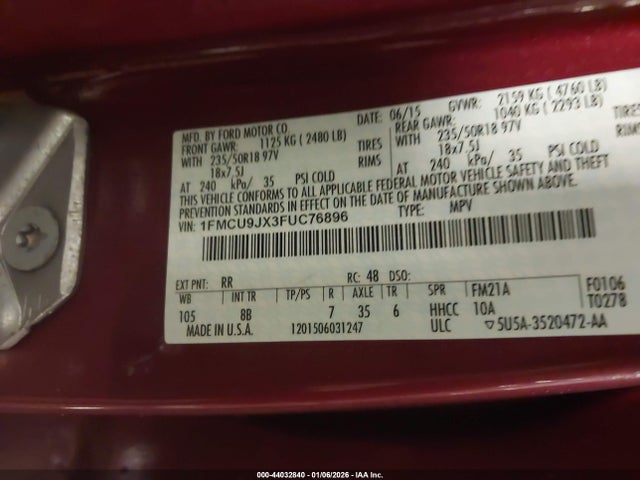 MFD. BY FORD MOTOR CO. DATE: 06/15 GVWR: 2159 KG ( 4760 LB)
FRONT GAWR: 1125 KG ( 2480 LB) REAR GAWR: 1040 KG ( 2293 LB)
WITH 235/50R18 97V TIRES WITH 235/50R18 97V TIRES
18x7.5J RIMS 18x7.5J RIMS
AT 240 kPa/ 35 PSI COLD AT 240 kPa/ 35 PSI COLD
THIS VEHICLE CONFORMS TO ALL APPLICABLE FEDERAL MOTOR VEHICLE SAFETY AND THEFT
PREVENTION STANDARDS IN EFFECT ON THE DATE OF MANUFACTURE SHOWN ABOVE.
VIN: 1FMCU9JX3FUC76896 TYPE: MPV
EXT PNT: RR RC: 48 DSO: F0106
WB INT TR TP/PS R AXLE TR SPR FM21A T0278
105 8B 7 35 6 HHCC 10A
MADE IN U.S.A. 1201506031247 ULC ▽5U5A-3520472-AA
000-44032840 - 01/06/2026 - IAA Inc.